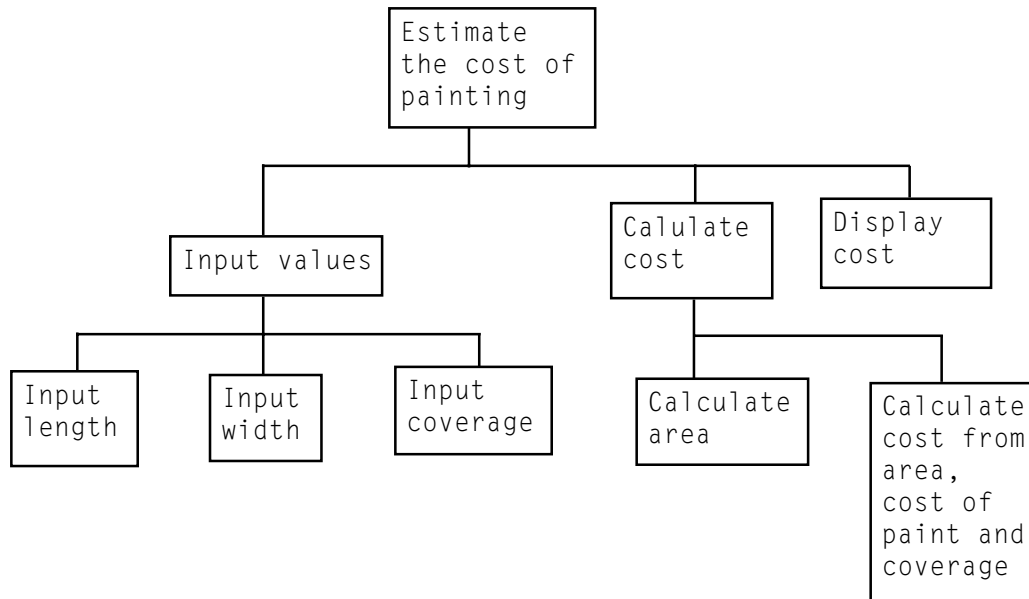 Estimate
the cost of
painting
Input values
Calulate
cost
Display
cost
Input
length
Input
width
Input
coverage
Calculate
area
Calculate
cost from
area,
cost of
paint and
coverage